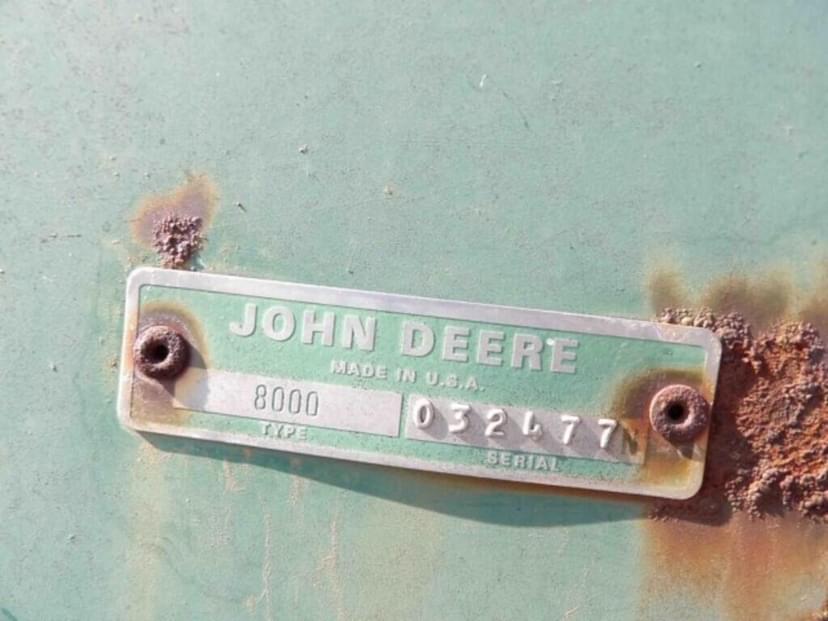 JOHN DEERE
MADE IN U.S.A.
8000 032477N
TYPE SERIAL